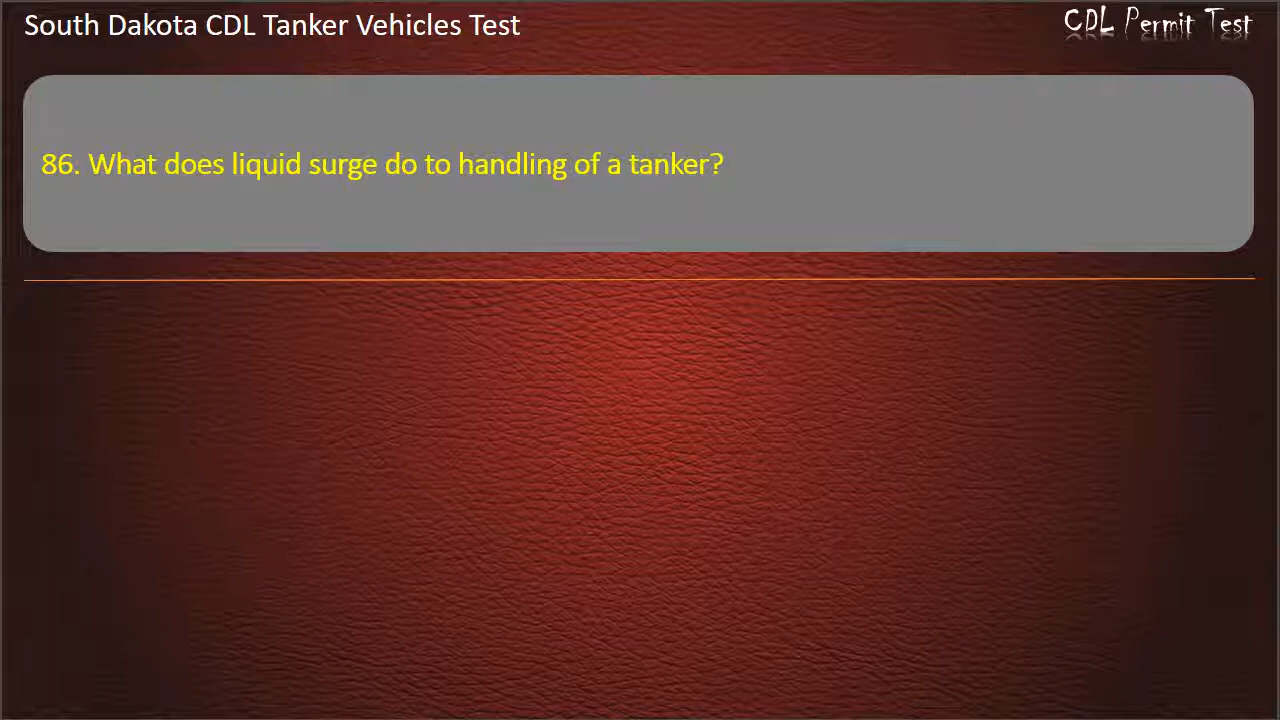 South Dakota CDL Tanker Vehicles Test
CDL Permit Test
86. What does liquid surge do to handling of a tanker?